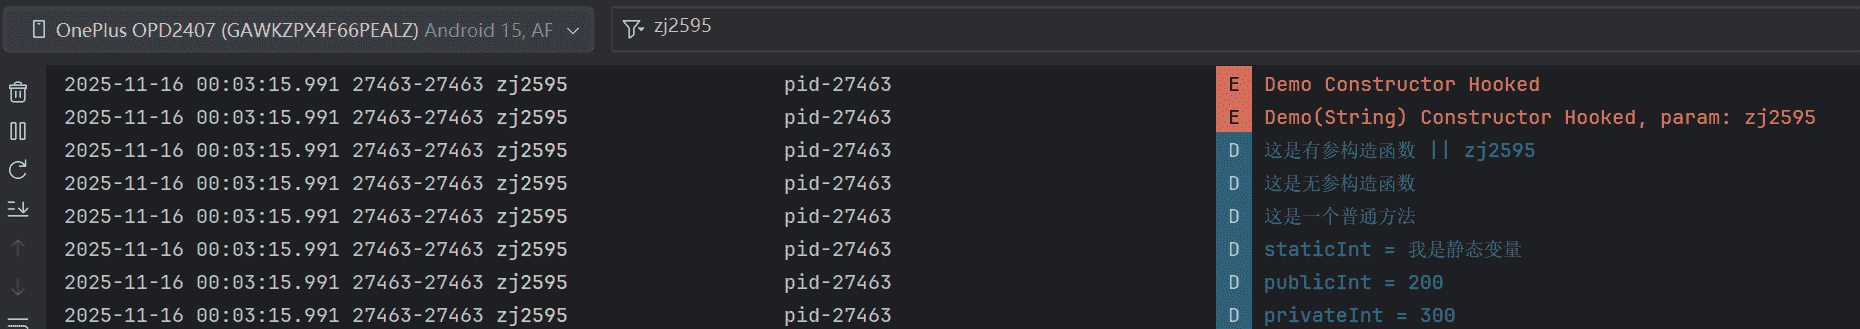 OnePlus OPD2407 (GAWKZPX4F66PEALZ) Android 15, AF
zj2595
2025-11-16 00:03:15.991 27463-27463 zj2595 pid-27463 E Demo Constructor Hooked
2025-11-16 00:03:15.991 27463-27463 zj2595 pid-27463 E Demo(String) Constructor Hooked, param: zj2595
2025-11-16 00:03:15.991 27463-27463 zj2595 pid-27463 D 这是有参构造函数 || zj2595
2025-11-16 00:03:15.991 27463-27463 zj2595 pid-27463 D 这是无参构造函数
2025-11-16 00:03:15.991 27463-27463 zj2595 pid-27463 D 这是一个普通方法
2025-11-16 00:03:15.991 27463-27463 zj2595 pid-27463 D staticInt = 我是静态变量
2025-11-16 00:03:15.991 27463-27463 zj2595 pid-27463 D publicInt = 200
2025-11-16 00:03:15.991 27463-27463 zj2595 pid-27463 D privateInt = 300